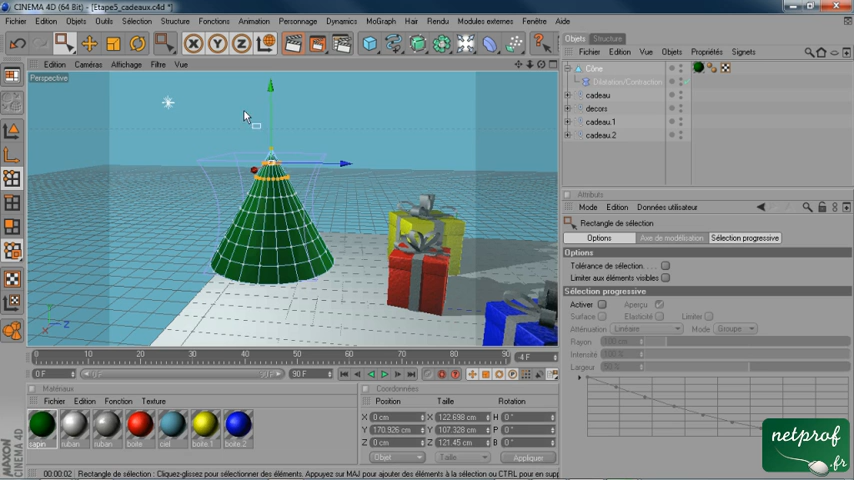 CINEMA 4D (64 Bit) - [Etape5_cadeaux.c4d *]
Fichier Edition Objets Outils Sélection Structure Fonctions Animation Personnage Dynamics MoGraph Hair Rendu Modules externes Fenêtre Aide
Objets Structure
Edition Caméras Affichage Filtre Vue
Fichier Edition Vue Objets Propriétés Signets
Perspective
Cône
Dilatation/Contraction
cadeau
decors
cadeau.1
cadeau.2
Attributs
Mode Edition Données utilisateur
Rectangle de sélection
Options Axe de modélisation Sélection progressive
Options
Tolérance de sélection
Limiter aux éléments visibles
Sélection progressive
Activer Aperçu
Surface Elasticité Limiter
Atténuation Linéaire Mode Groupe
Rayon 100 cm
Intensité 100 %
Largeur 50 %
0 10 20 30 40 50 60 70 80 90 -4 F
0 F 90 F 90 F
Matériaux
Fichier Edition Fonction Texture
sapin ruban ruban boite ciel boite.1 boite.2
Coordonnées
Position Taille Rotation
X 0 cm X 122.698 cm H 0 °
Y 170.926 cm Y 107.328 cm P 0 °
Z 0 cm Z 121.45 cm B 0 °
Objet Taille Appliquer
MAXON CINEMA 4D
00:00:02 Rectangle de sélection : Cliquez-glissez pour sélectionner des éléments. Appuyez sur MAJ pour ajouter des éléments à la sélection ou CTRL pour en supp
netprof.fr